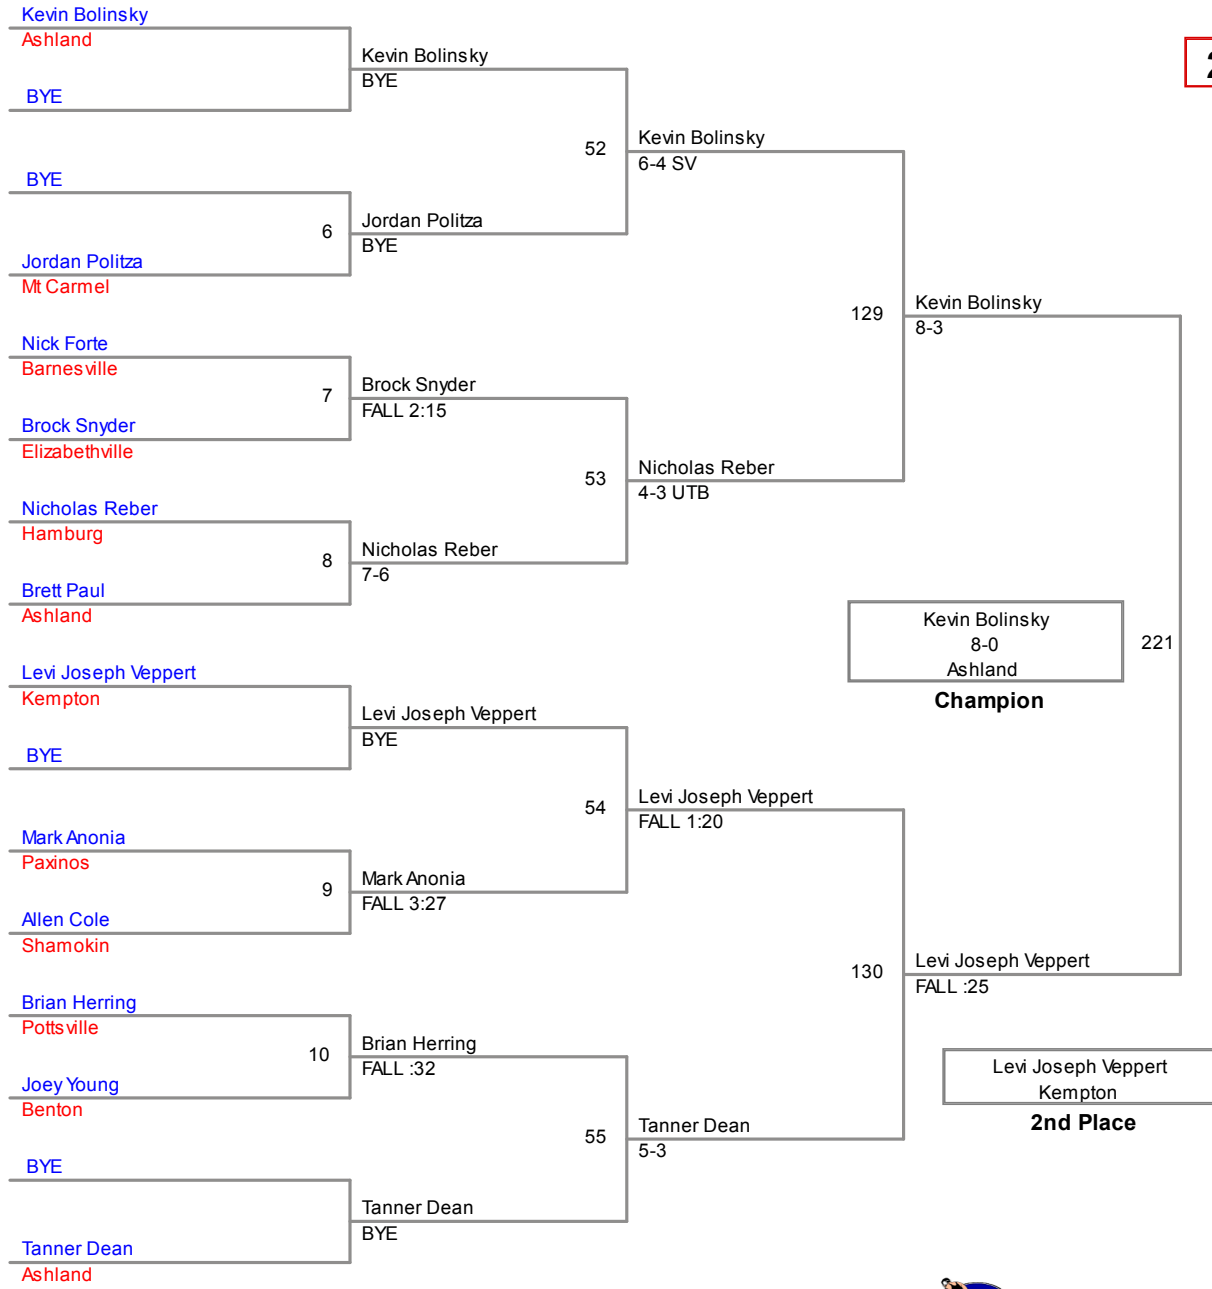 Kevin Bolinsky
Ashland
BYE
BYE
6
Jordan Politza
Mt Carmel
Nick Forte
Barnesville
7
Brock Snyder
Elizabethville
Nicholas Reber
Hamburg
8
Brett Paul
Ashland
Levi Joseph Veppert
Kempton
BYE
Mark Anonia
Paxinos
9
Allen Cole
Shamokin
Brian Herring
Pottsville
10
Joey Young
Benton
BYE
Tanner Dean
Ashland
Kevin Bolinsky
BYE
52
Jordan Politza
BYE
Brock Snyder
FALL 2:15
53
Nicholas Reber
7-6
Levi Joseph Veppert
BYE
54
Mark Anonia
FALL 3:27
Brian Herring
FALL :32
55
Tanner Dean
BYE
Kevin Bolinsky
6-4 SV
129
Nicholas Reber
4-3 UTB
Levi Joseph Veppert
FALL 1:20
130
Tanner Dean
5-3
Kevin Bolinsky
8-3
221
Levi Joseph Veppert
FALL :25
Kevin Bolinsky
8-0
Ashland
Champion
Levi Joseph Veppert
Kempton
2nd Place